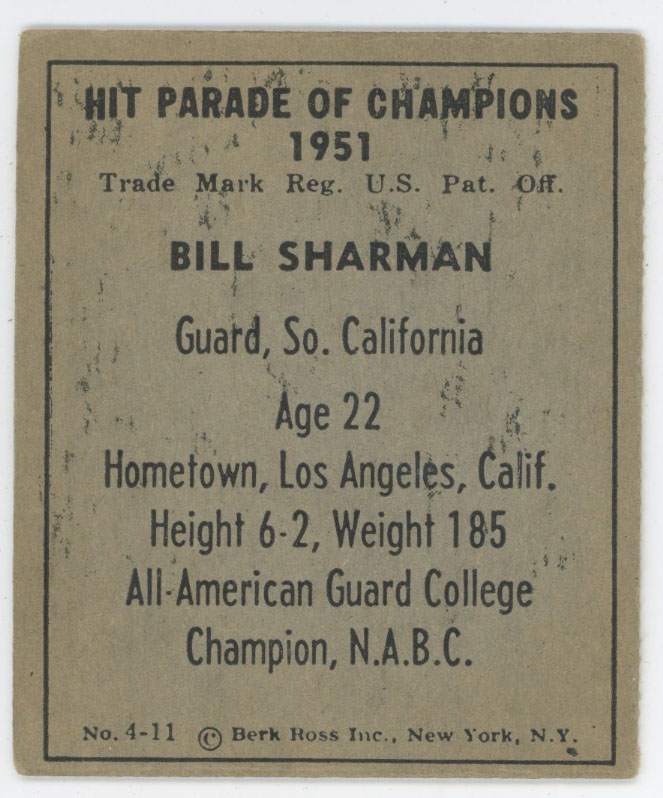 HIT PARADE OF CHAMPIONS
1951
Trade Mark Reg. U.S. Pat. Off.
BILL SHARMAN
Guard, So. California
Age 22
Hometown, Los Angeles, Calif.
Height 6-2, Weight 185
All-American Guard College
Champion, N.A.B.C.
No. 4-11 © Berk Ross Inc., New York, N.Y.